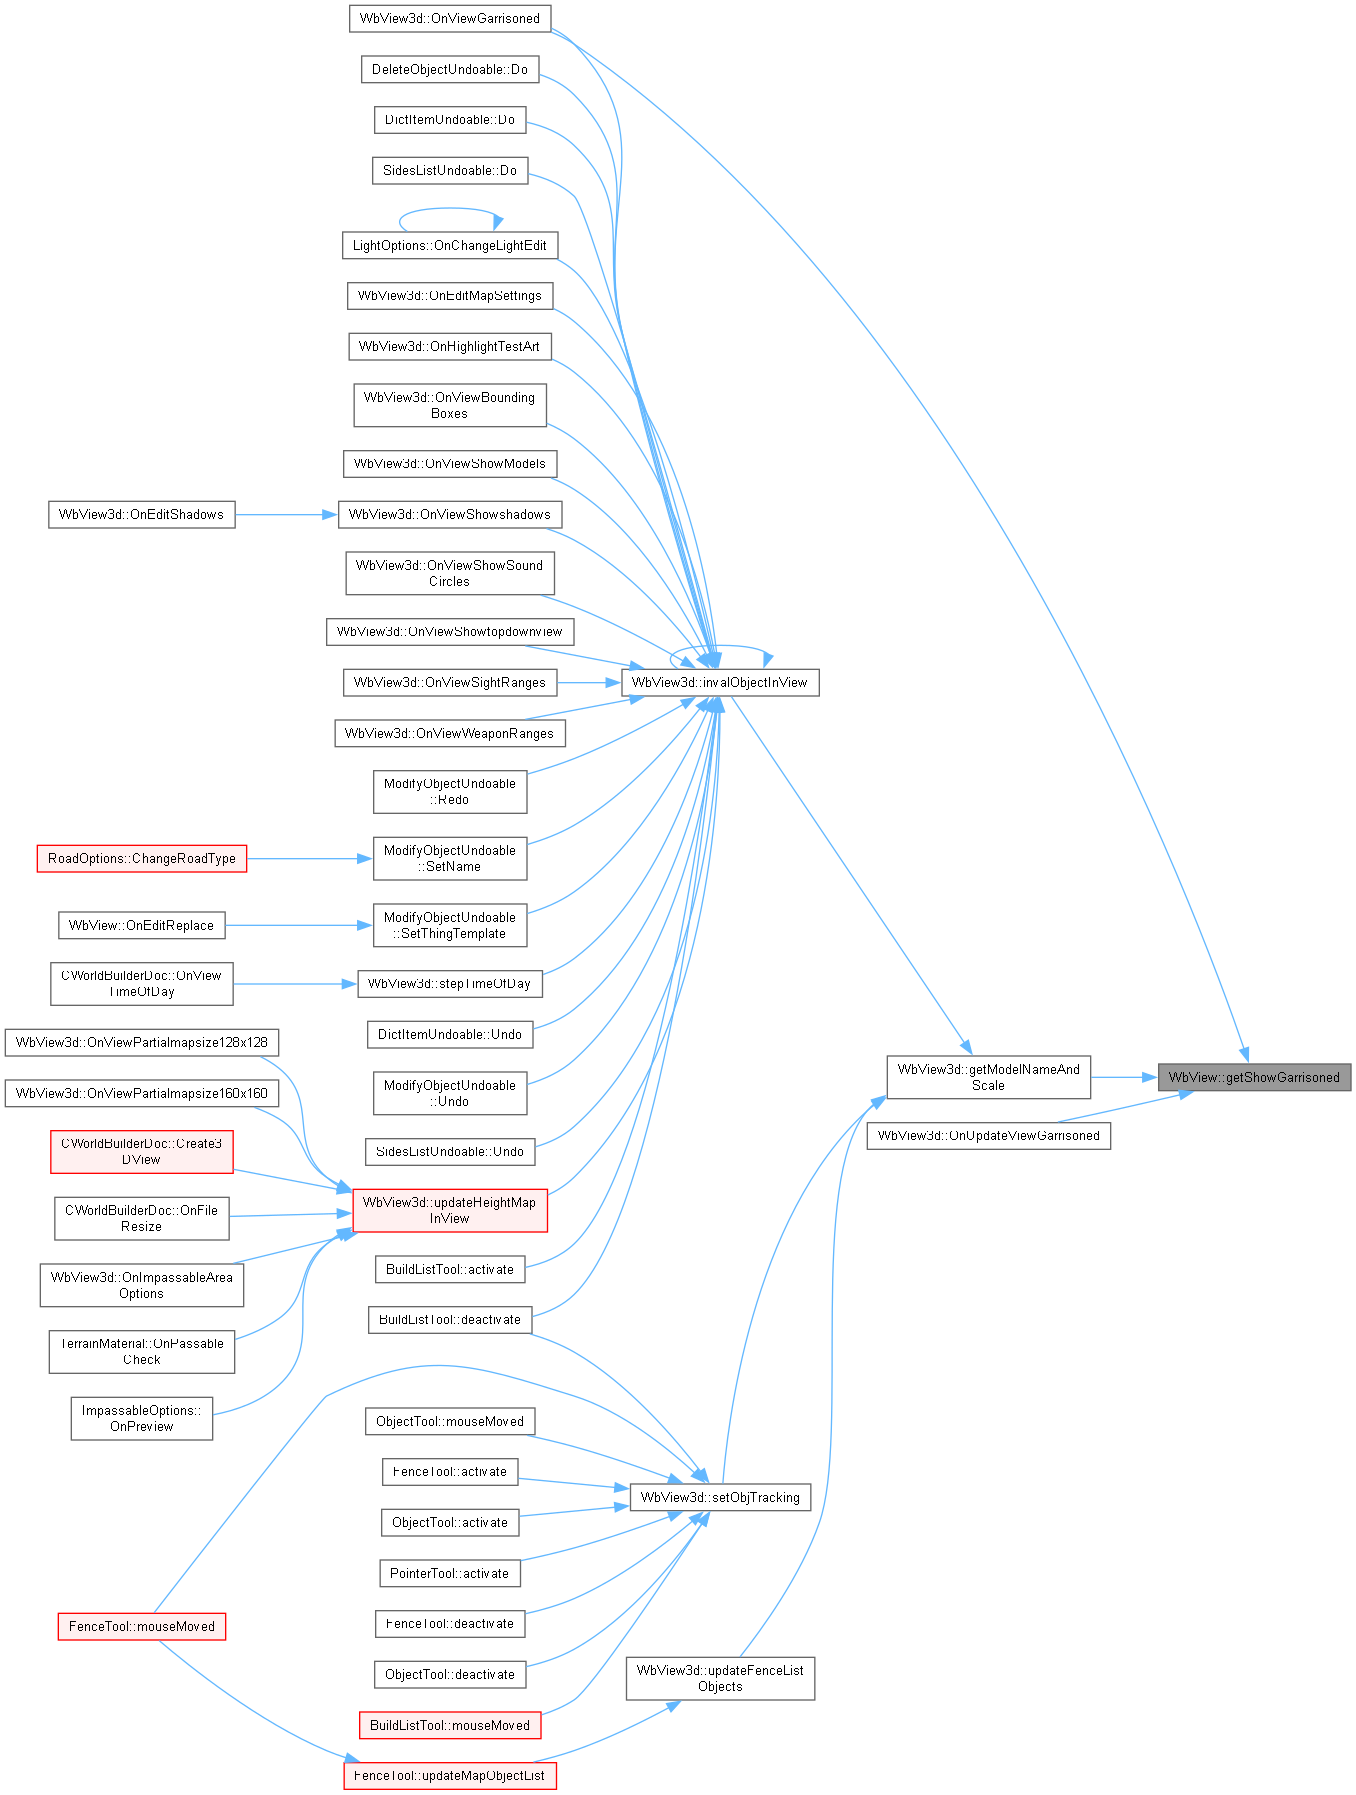 WbView3d::OnViewGarrisoned
DeleteObjectUndoable::Do
DictItemUndoable::Do
SidesListUndoable::Do
LightOptions::OnChangeLightEdit
WbView3d::OnEditMapSettings
WbView3d::OnHighlightTestArt
WbView3d::OnViewBounding
Boxes
WbView3d::OnViewShowModels
WbView3d::OnEditShadows
WbView3d::OnViewShowshadows
WbView3d::OnViewShowSound
Circles
WbView3d::OnViewShowtopdownview
WbView3d::OnViewSightRanges
WbView3d::invalObjectInView
WbView3d::OnViewWeaponRanges
ModifyObjectUndoable
::Redo
RoadOptions::ChangeRoadType
ModifyObjectUndoable
::SetName
WbView::OnEditReplace
ModifyObjectUndoable
::SetThingTemplate
CWorldBuilderDoc::OnView
TimeOfDay
WbView3d::stepTimeOfDay
DictItemUndoable::Undo
WbView3d::OnViewPartialmapsize128x128
ModifyObjectUndoable
::Undo
WbView3d::getModelNameAnd
Scale
WbView::getShowGarrisoned
WbView3d::OnViewPartialmapsize160x160
WbView3d::OnUpdateViewGarrisoned
CWorldBuilderDoc::Create3
DView
SidesListUndoable::Undo
WbView3d::updateHeightMap
InView
CWorldBuilderDoc::OnFile
Resize
BuildListTool::activate
WbView3d::OnImpassableArea
Options
BuildListTool::deactivate
TerrainMaterial::OnPassable
Check
ImpassableOptions::
OnPreview
ObjectTool::mouseMoved
FenceTool::activate
WbView3d::setObjTracking
ObjectTool::activate
PointerTool::activate
FenceTool::deactivate
FenceTool::mouseMoved
ObjectTool::deactivate
WbView3d::updateFenceList
Objects
BuildListTool::mouseMoved
FenceTool::updateMapObjectList